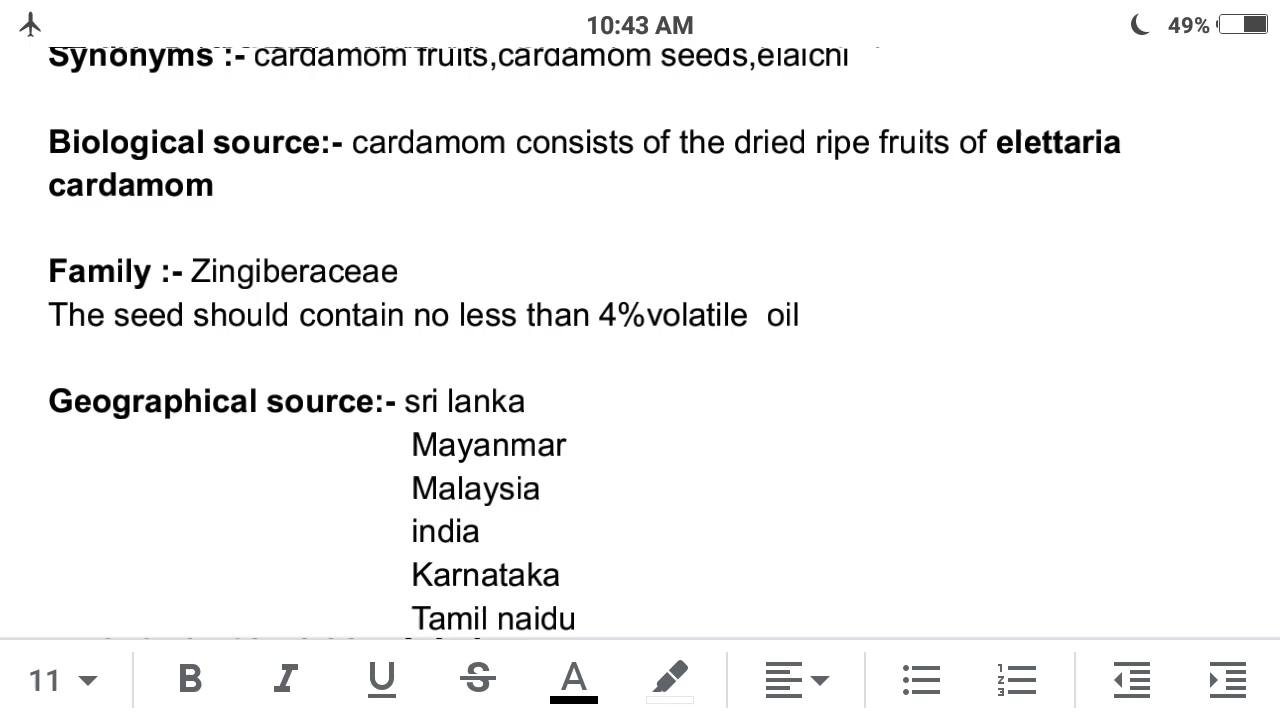 10:43 AM 49%
Synonyms :- cardamom fruits,cardamom seeds,elaichi
Biological source:- cardamom consists of the dried ripe fruits of elettaria
cardamom
Family :- Zingiberaceae
The seed should contain no less than 4%volatile  oil
Geographical source:- sri lanka
Mayanmar
Malaysia
india
Karnataka
Tamil naidu
11 B I U S A